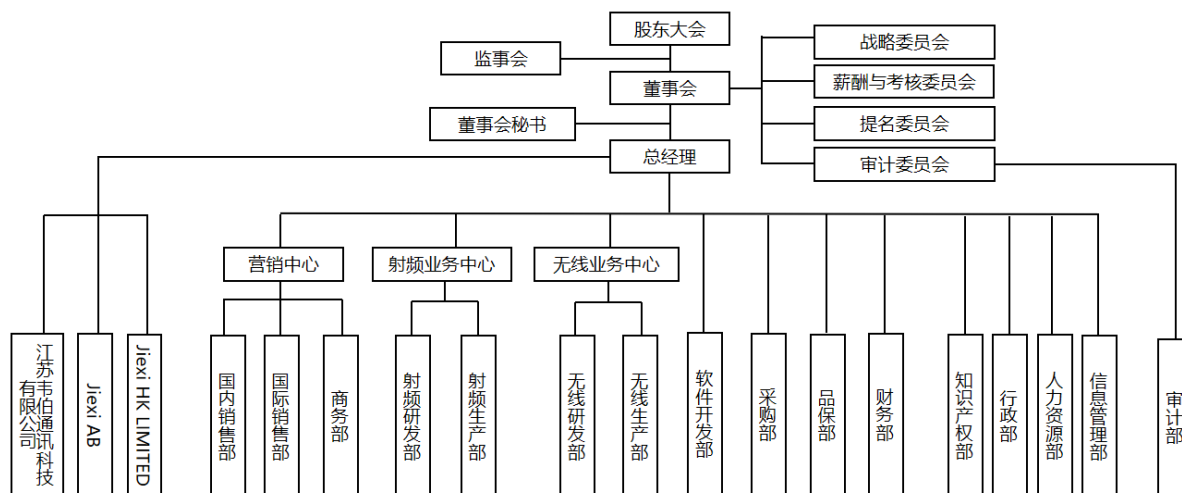 股东大会
监事会
董事会
战略委员会
薪酬与考核委员会
提名委员会
审计委员会
董事会秘书
总经理
营销中心
射频业务中心
无线业务中心
江苏韦伯通讯科技
有限公司
Jiexi AB
Jiexi HK LIMITED
国内销售部
国际销售部
商务部
射频研发部
射频生产部
无线研发部
无线生产部
软件开发部
采购部
品保部
财务部
知识产权部
行政部
人力资源部
信息管理部
审计部